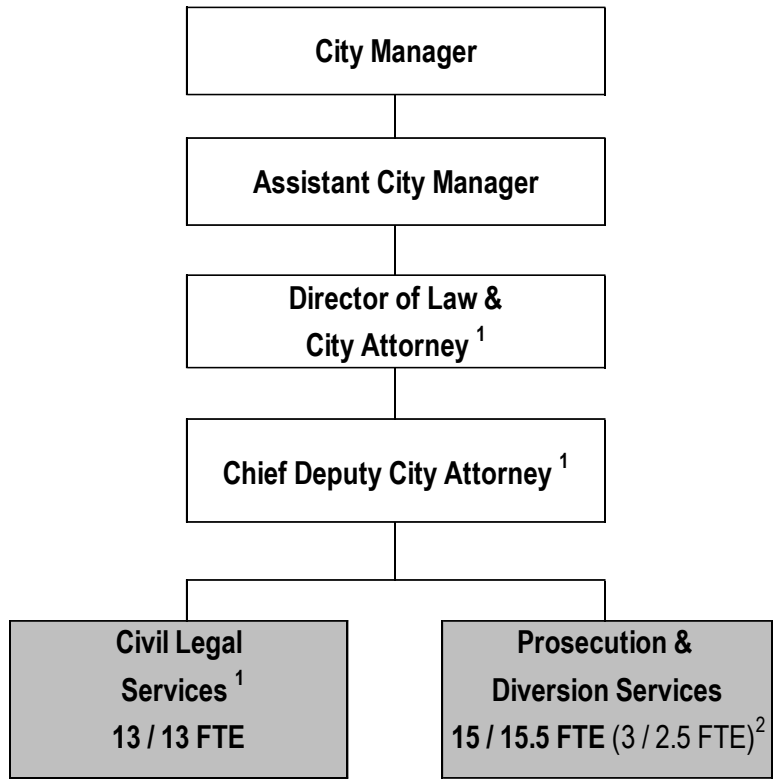 City Manager
Assistant City Manager
Director of Law &
City Attorney 1
Chief Deputy City Attorney 1
Civil Legal
Services 1
13 / 13 FTE
Prosecution &
Diversion Services
15 / 15.5 FTE (3 / 2.5 FTE)2